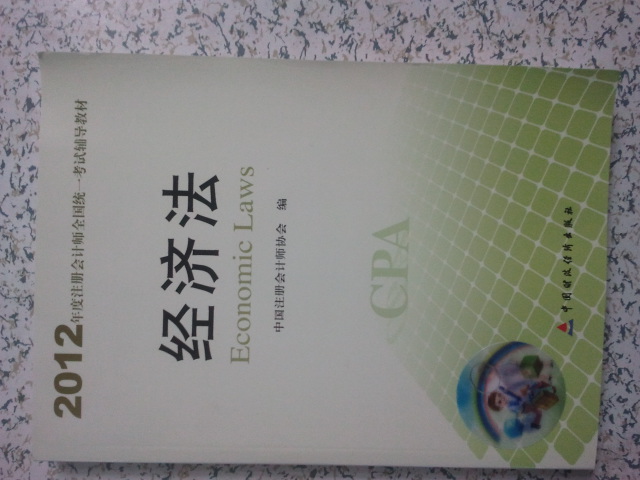 2012年度注册会计师全国统一考试辅导教材
经济法
Economic Laws
中国注册会计师协会 编
CPA
中国财政经济出版社